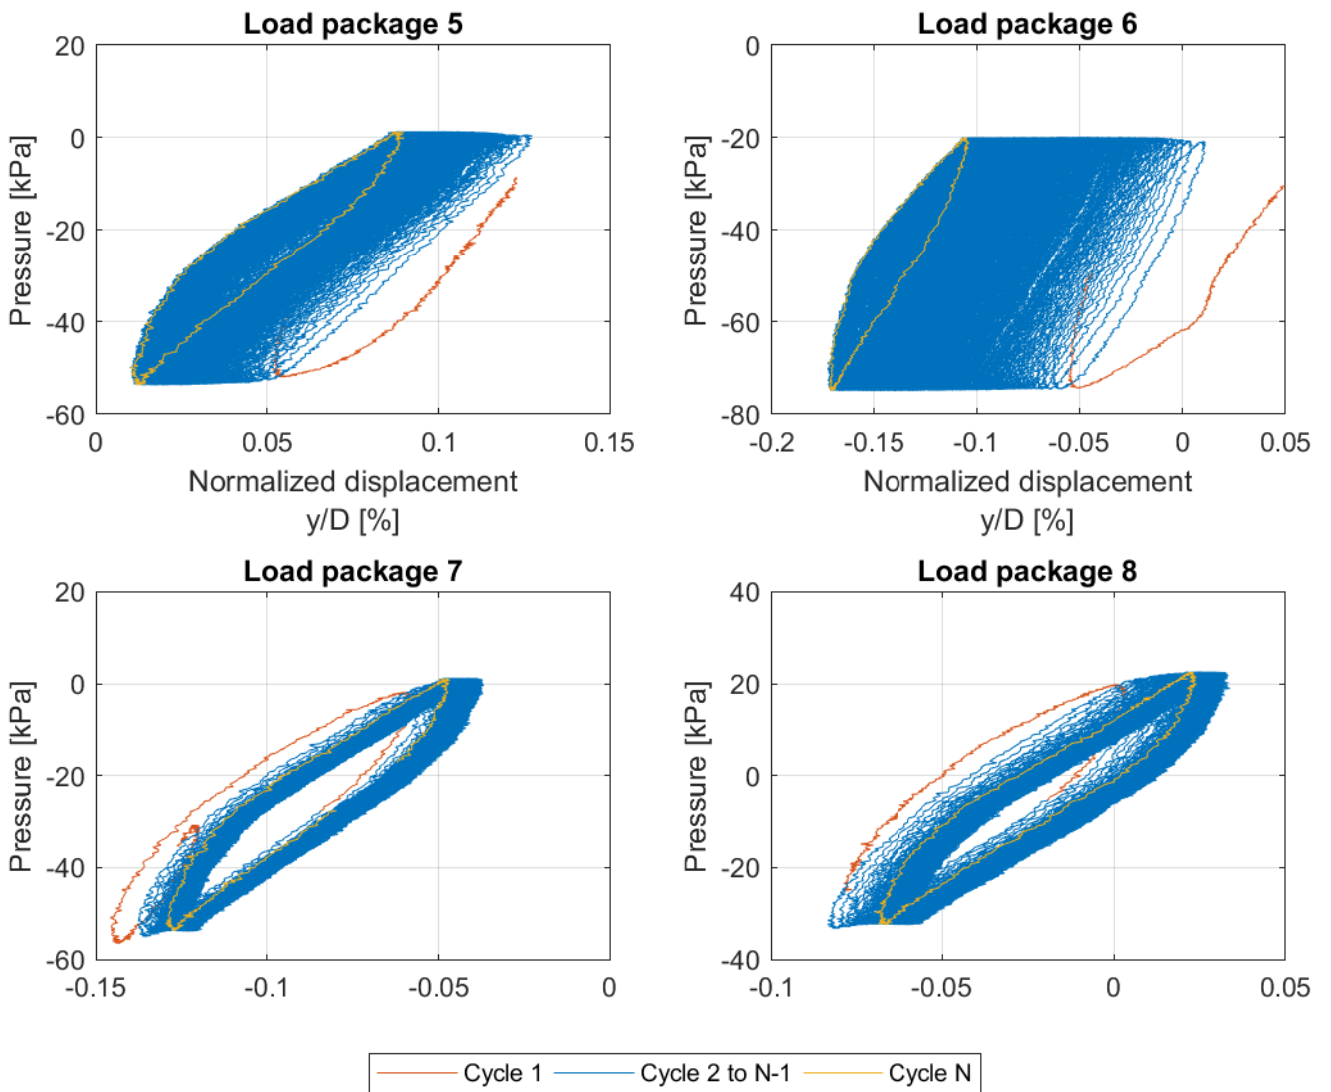 Load package 5
20
0
-20
-40
-60
Pressure [kPa]
0
0.05
0.1
0.15
Normalized displacement
y/D [%]
Load package 6
0
-20
-40
-60
-80
Pressure [kPa]
-0.2
-0.15
-0.1
-0.05
0
0.05
Normalized displacement
y/D [%]
Load package 7
20
0
-20
-40
-60
Pressure [kPa]
-0.15
-0.1
-0.05
0
Load package 8
40
20
0
-20
-40
Pressure [kPa]
-0.1
-0.05
0
0.05
Cycle 1
Cycle 2 to N-1
Cycle N